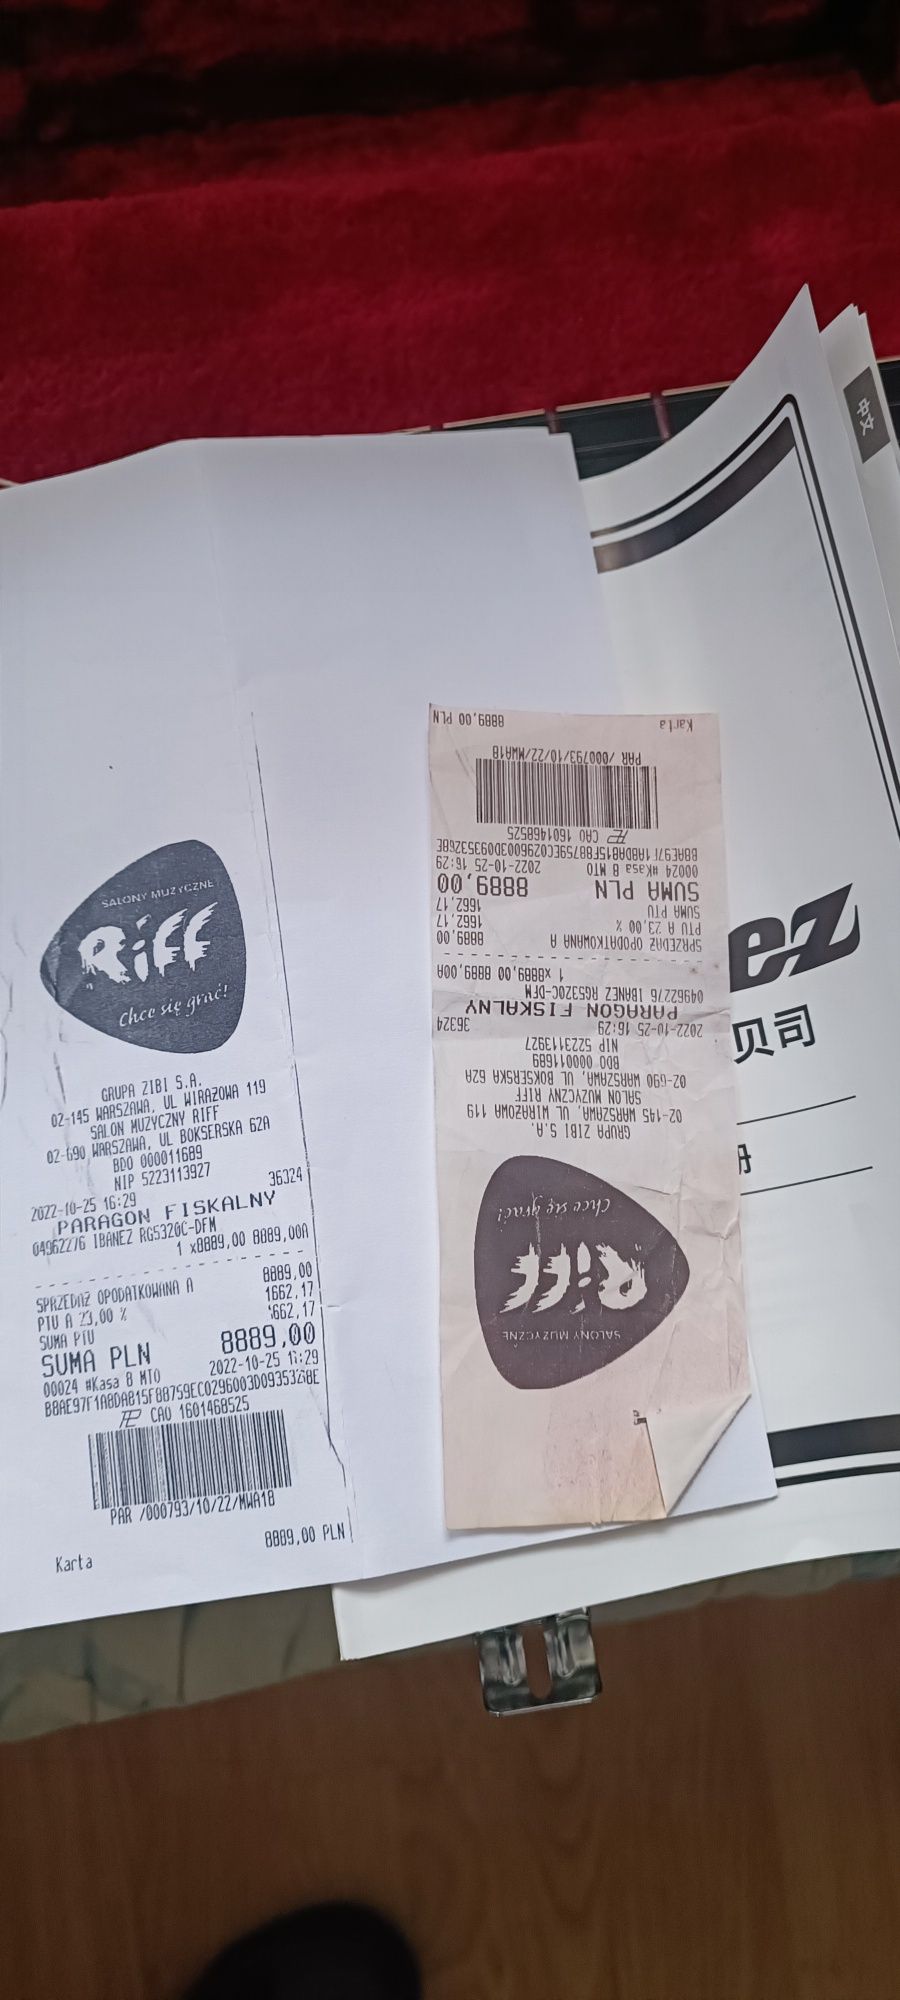 SALONY MUZYCZNE
Riff
Chce się grać!
GRUPA ZIBI S.A.
02-145 WARSZAWA, UL WIRAZOWA 119
SALON MUZYCZNY RIFF
02-690 WARSZAWA, UL BOKSERSKA 62A
BDO 000011689
NIP 5223113927
2022-10-25 16:29 36324
PARAGON FISKALNY
04962276 IBANEZ RG5320C-DFM
1 x8889,00 8889,00A
SPRZEDAŻ OPODATKOWANA A 8889,00
PTU A 23,00 % 1662,17
SUMA PTU 1662,17
SUMA PLN 8889,00
00024 #Kasa 8 MTO 2022-10-25 16:29
B8AE97F1A8DA815F88759EC0296003D0935326BE
CAO 1601468525
PAR /000793/10/22/MWA18
Karta 8889,00 PLN
SALONY MUZYCZNE
Riff
Chce się grać!
GRUPA ZIBI S.A.
02-145 WARSZAWA, UL WIRAZOWA 119
SALON MUZYCZNY RIFF
02-690 WARSZAWA, UL BOKSERSKA 62A
BDO 000011689
NIP 5223113927
2022-10-25 16:29 36324
PARAGON FISKALNY
04962276 IBANEZ RG5320C-DFM
1 x8889,00 8889,00A
SPRZEDAŻ OPODATKOWANA A 8889,00
PTU A 23,00 % 1662,17
SUMA PTU 1662,17
SUMA PLN 8889,00
00024 #Kasa 8 MTO 2022-10-25 16:29
CAO 1601468525
PAR /000793/10/22/MWA18
Karta 8889,00 PLN
中文
ez
贝司
册